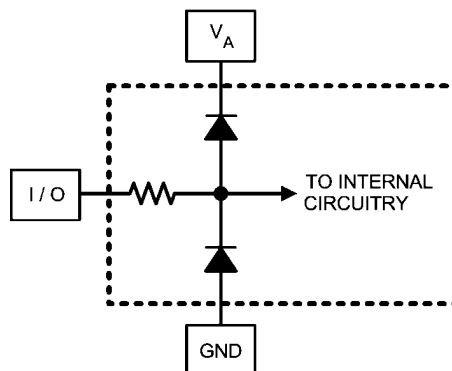 VA
I / O
TO INTERNAL
CIRCUITRY
GND